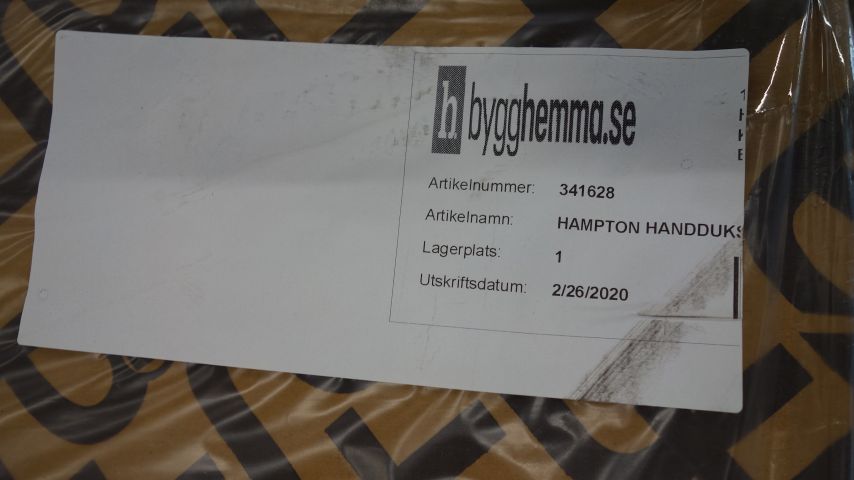 h bygghemma.se
Artikelnummer: 341628
Artikelnamn: HAMPTON HANDDUKS
Lagerplats: 1
Utskriftsdatum: 2/26/2020